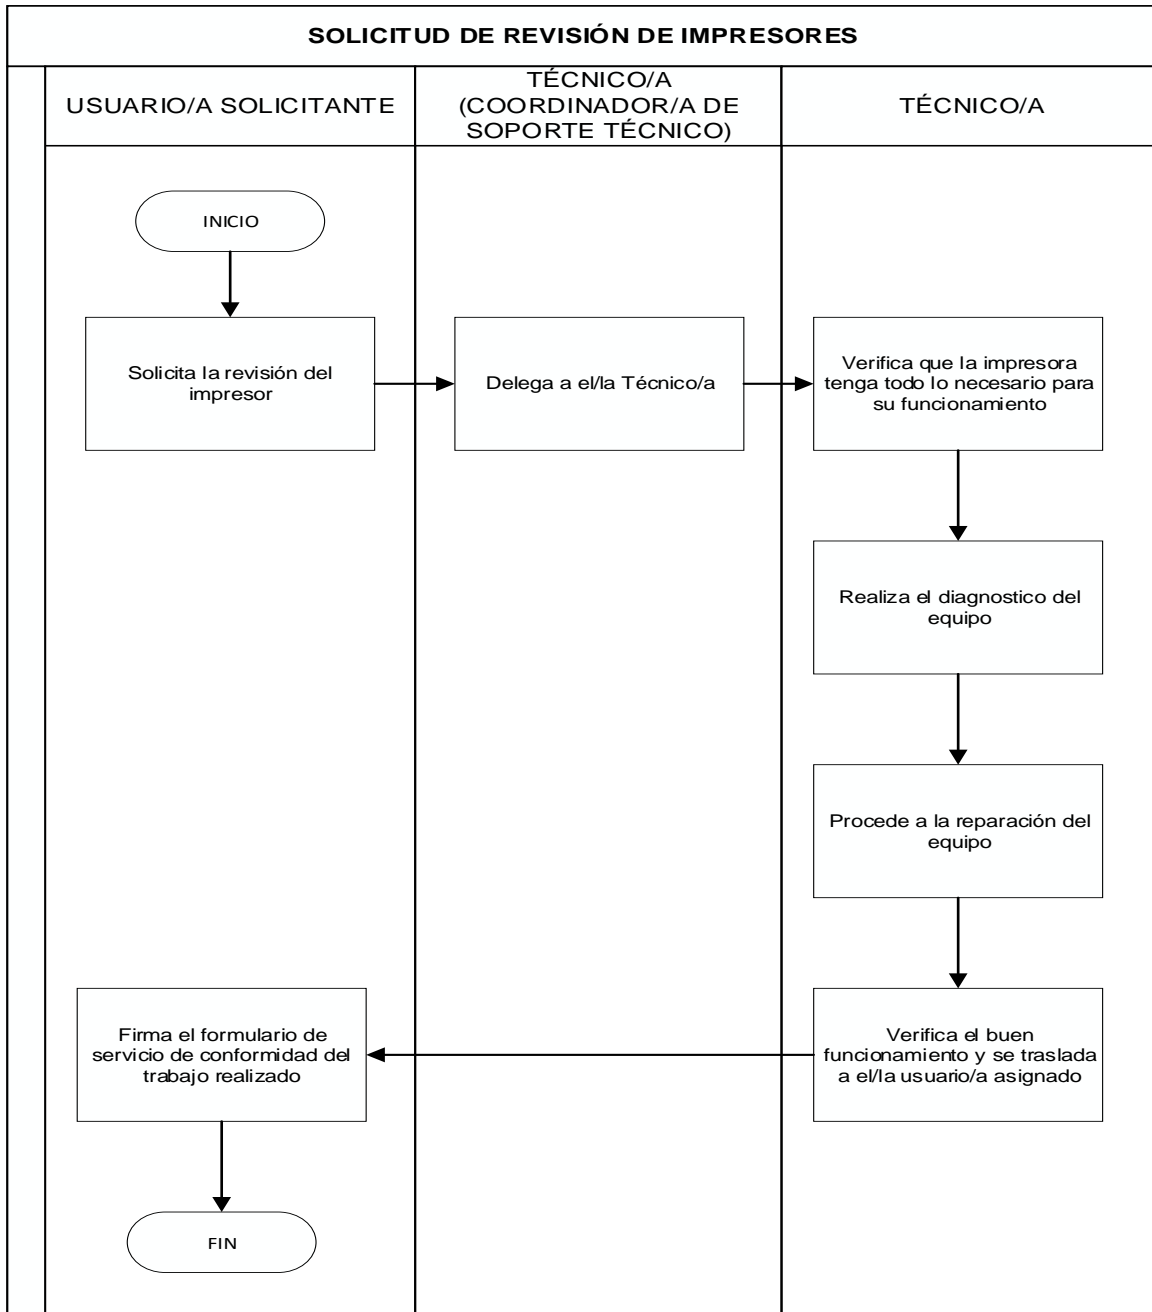 SOLICITUD DE REVISIÓN DE IMPRESORES
USUARIO/A SOLICITANTE
TÉCNICO/A
(COORDINADOR/A DE
SOPORTE TÉCNICO)
TÉCNICO/A
INICIO
Solicita la revisión del
impresor
Delega a el/la Técnico/a
Verifica que la impresora
tenga todo lo necesario para
su funcionamiento
Realiza el diagnostico del
equipo
Procede a la reparación del
equipo
Verifica el buen
funcionamiento y se traslada
a el/la usuario/a asignado
Firma el formulario de
servicio de conformidad del
trabajo realizado
FIN